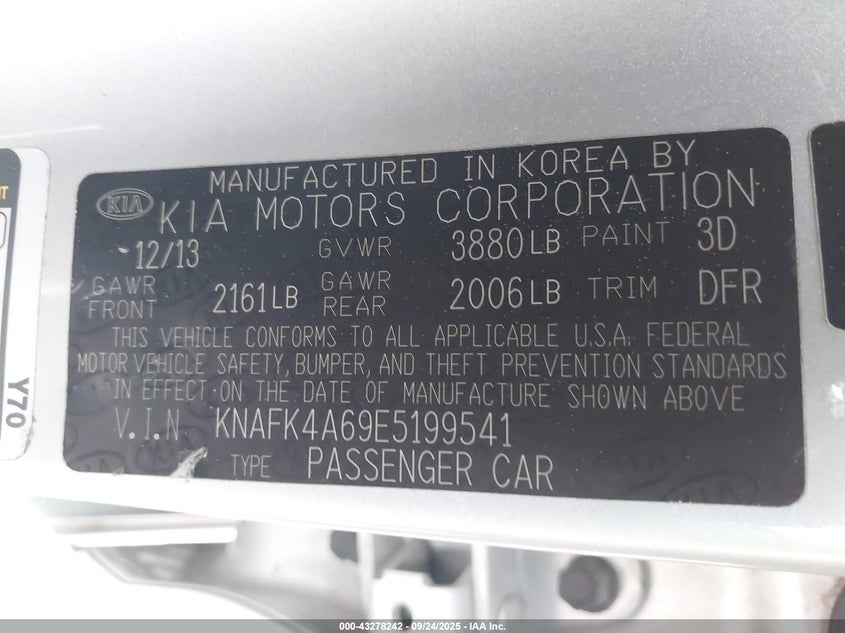 MANUFACTURED IN KOREA BY
KIA KIA MOTORS CORPORATION
12/13 GVWR 3880LB PAINT 3D
GAWR FRONT 2161LB GAWR REAR 2006LB TRIM DFR
THIS VEHICLE CONFORMS TO ALL APPLICABLE U.S.A. FEDERAL
MOTOR VEHICLE SAFETY, BUMPER, AND THEFT PREVENTION STANDARDS
IN EFFECT ON THE DATE OF MANUFACTURE SHOWN ABOVE
V.I.N KNAFK4A69E5199541
TYPE PASSENGER CAR
Y70
000-43278242 - 09/24/2025 - IAA Inc.